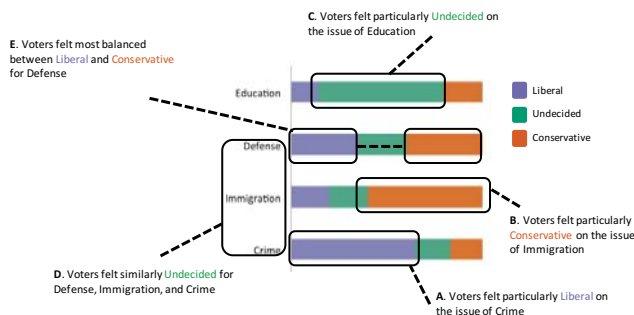 C. Voters felt particularly Undecided on
the issue of Education
E. Voters felt most balanced
between Liberal and Conservative
for Defense
Education
Defense
Immigration
Crime
Liberal
Undecided
Conservative
B. Voters felt particularly
Conservative on the issue
of Immigration
D. Voters felt similarly Undecided for
Defense, Immigration, and Crime
A. Voters felt particularly Liberal on
the issue of Crime